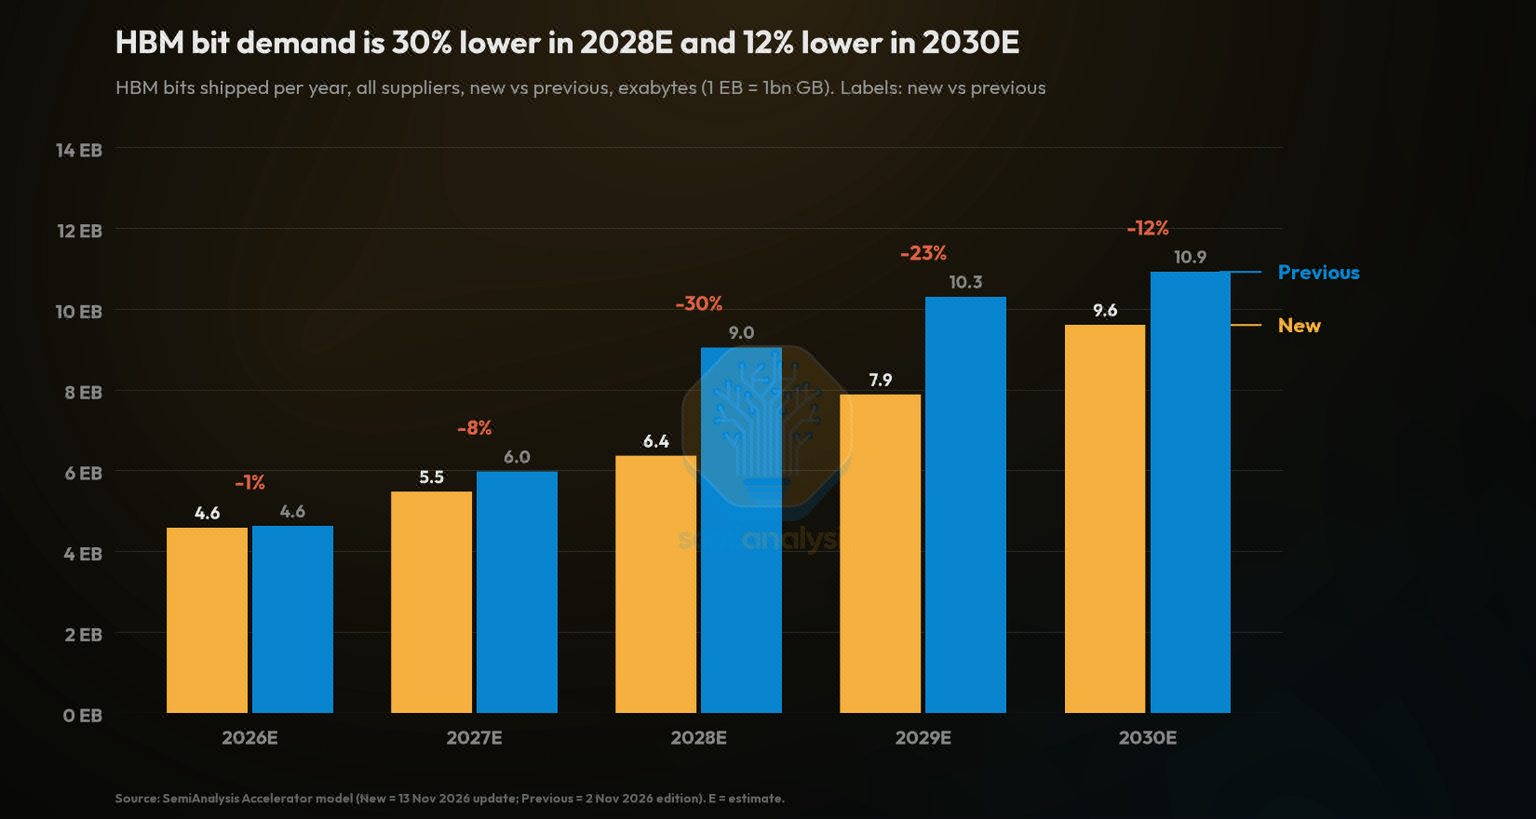 HBM bit demand is 30% lower in 2028E and 12% lower in 2030E
HBM bits shipped per year, all suppliers, new vs previous, exabytes (1 EB = 1bn GB). Labels: new vs previous
14 EB
12 EB
10 EB
8 EB
6 EB
4 EB
2 EB
0 EB
-1%
4.6
4.6
-8%
5.5
6.0
-30%
6.4
9.0
-23%
7.9
10.3
-12%
9.6
10.9
Previous
New
semianalysis
2026E
2027E
2028E
2029E
2030E
Source: SemiAnalysis Accelerator model (New = 13 Nov 2026 update; Previous = 2 Nov 2026 edition). E = estimate.